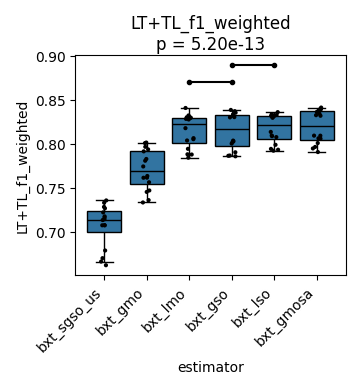 LT+TL_f1_weighted
p = 5.20e-13
LT+TL_f1_weighted
0.90
0.85
0.80
0.75
0.70
bxt_sgso_us
bxt_gmo
bxt_lmo
bxt_gso
bxt_lso
bxt_gmosa
estimator